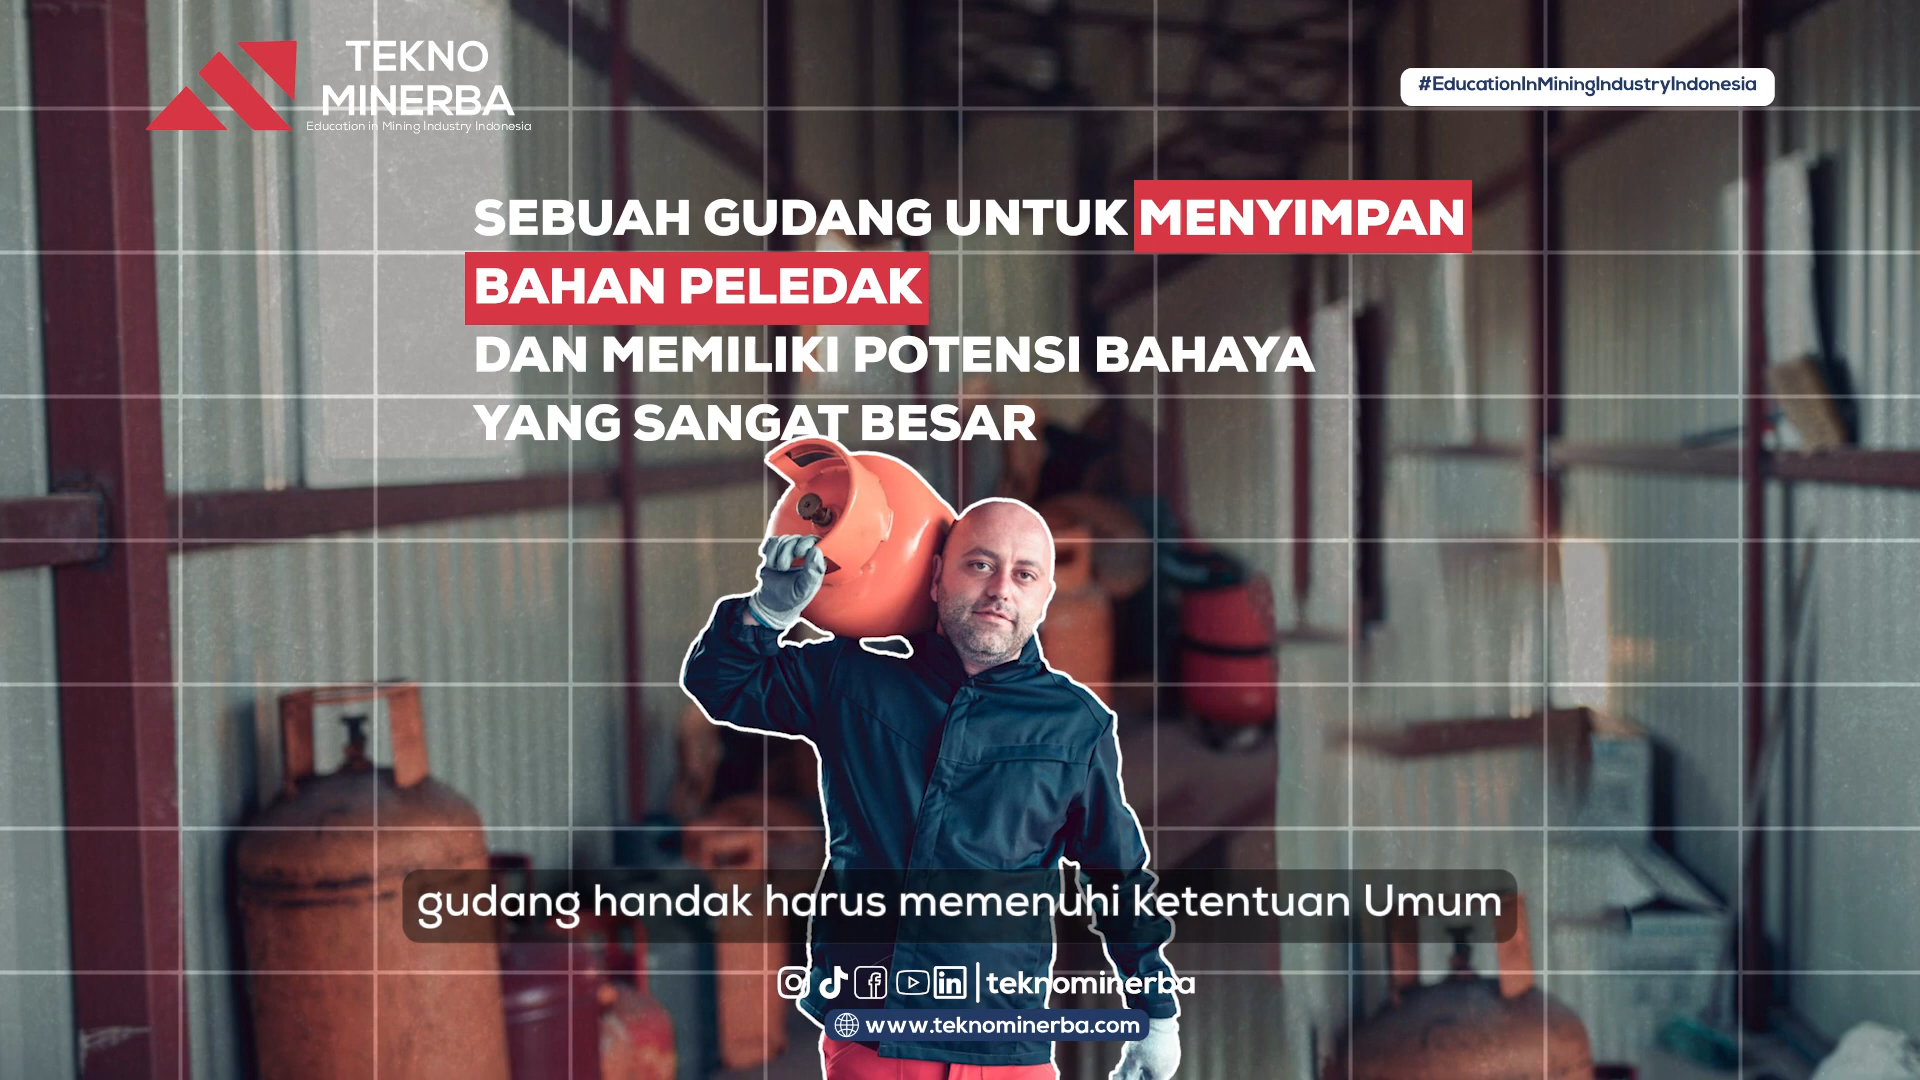 TEKNO
MINERBA
Education in Mining Industry Indonesia
#EducationInMiningIndustryIndonesia
SEBUAH GUDANG UNTUK MENYIMPAN
BAHAN PELEDAK
DAN MEMILIKI POTENSI BAHAYA
YANG SANGAT BESAR
gudang handak harus memenuhi ketentuan Umum
teknominerba
www.teknominerba.com